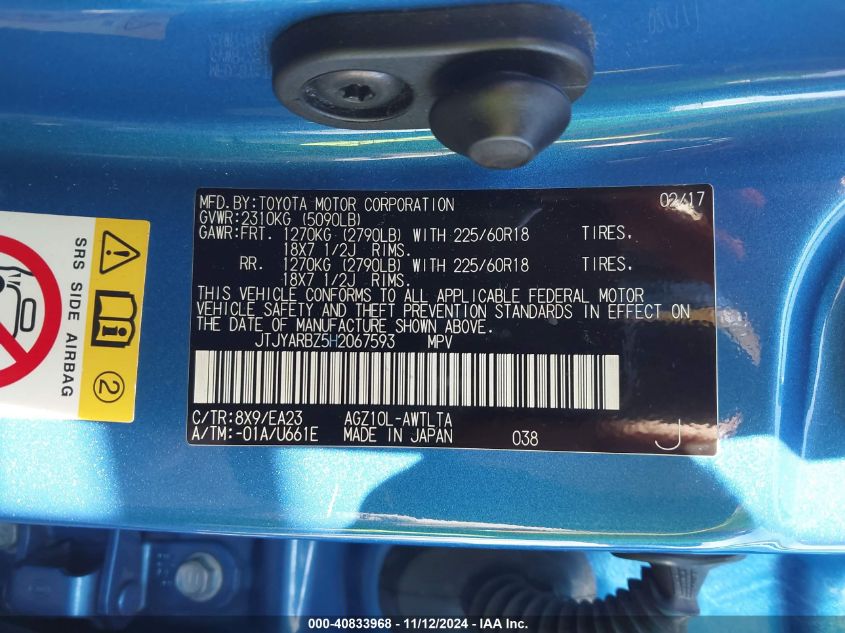 MFD.BY:TOYOTA MOTOR CORPORATION 02/17
GVWR:2310KG (5090LB)
GAWR:FRT. 1270KG (2790LB) WITH 225/60R18 TIRES,
18X7 1/2J RIMS.
RR. 1270KG (2790LB) WITH 225/60R18 TIRES,
18X7 1/2J RIMS.
THIS VEHICLE CONFORMS TO ALL APPLICABLE FEDERAL MOTOR
VEHICLE SAFETY AND THEFT PREVENTION STANDARDS IN EFFECT ON
THE DATE OF MANUFACTURE SHOWN ABOVE.
JTJYARBZ5H2067593 MPV
C/TR:8X9/EA23 AGZ10L-AWTLTA
A/TM:-01A/U661E MADE IN JAPAN 038 J
SRS SIDE AIRBAG
2
000-40833968 - 11/12/2024 - IAA Inc.